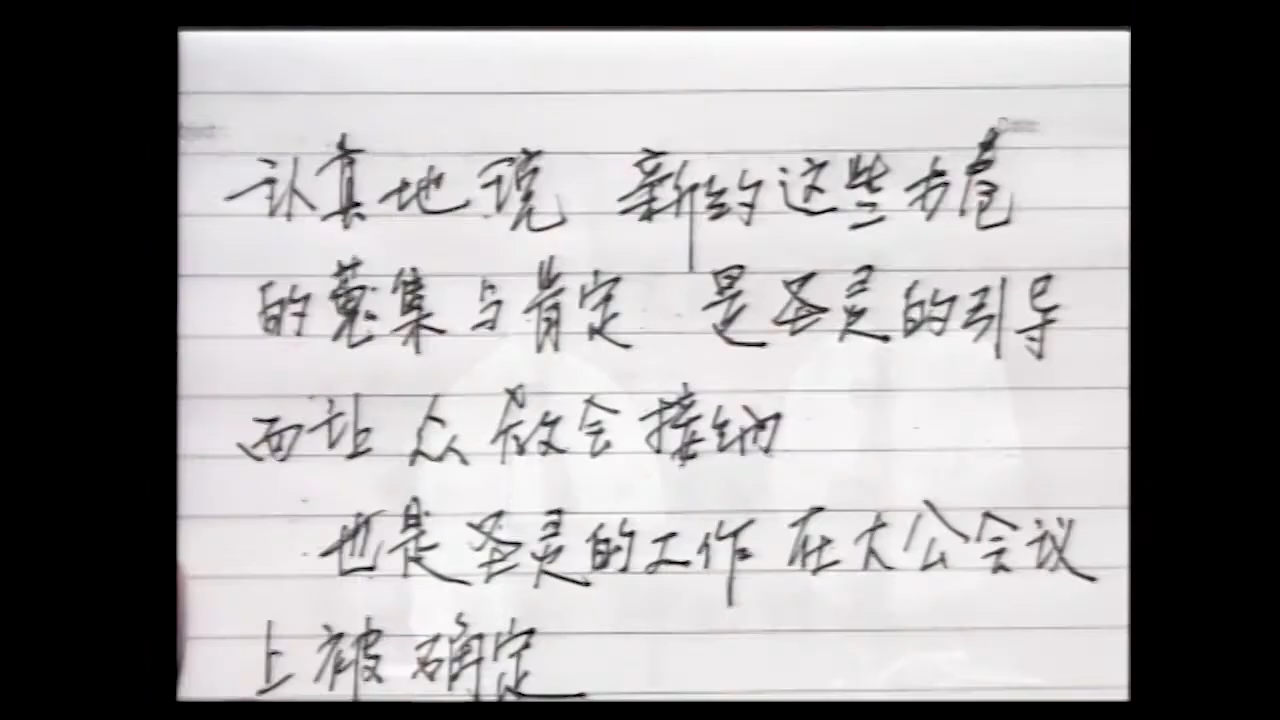 认真地说 新约这些书卷
的蒐集与肯定 是圣灵的引导
而让众教会接纳
也是圣灵的工作 在大公会议
上被确定